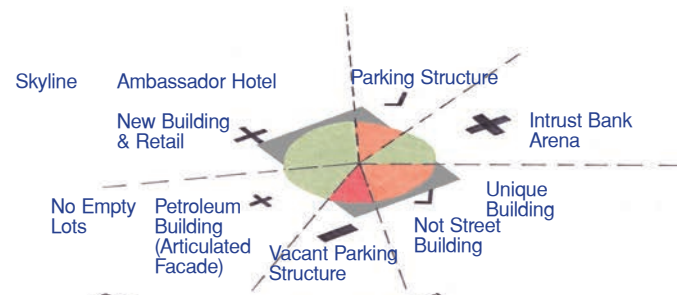 Skyline
Ambassador Hotel
Parking Structure
New Building
& Retail
Intrust Bank
Arena
No Empty
Lots
Petroleum
Building
(Articulated
Facade)
Vacant Parking
Structure
Not Street
Building
Unique
Building